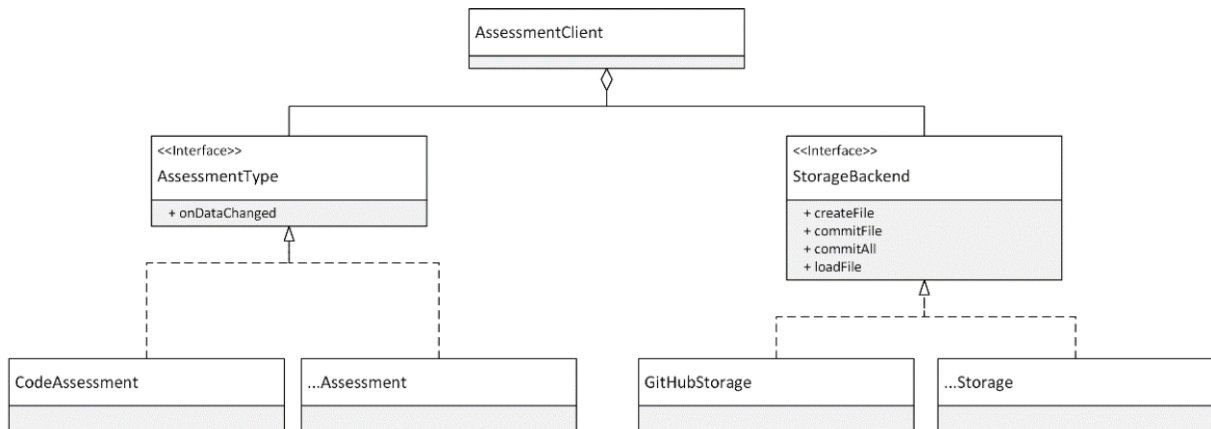 AssessmentClient
<<Interface>>
AssessmentType
+ onDataChanged
<<Interface>>
StorageBackend
+ createFile
+ commitFile
+ commitAll
+ loadFile
CodeAssessment
...Assessment
GitHubStorage
...Storage